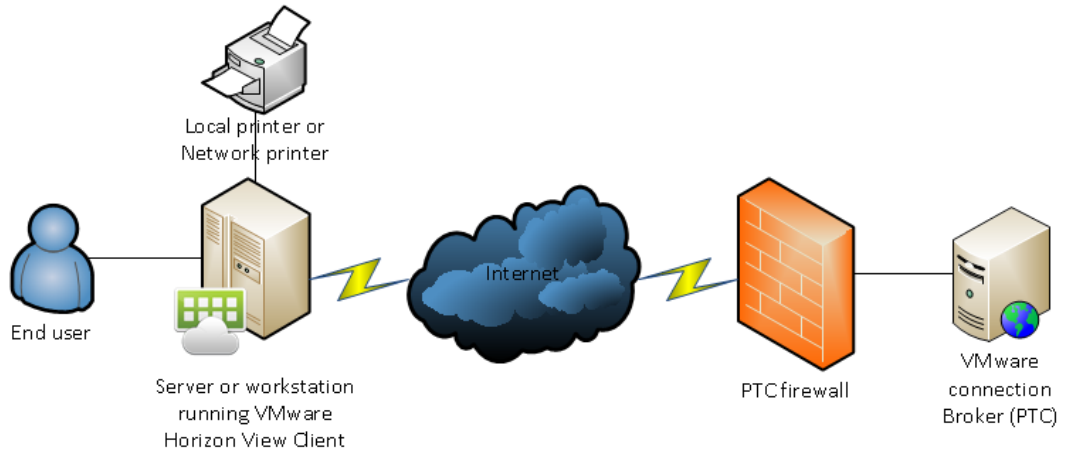 Local printer or
Network printer
Internet
End user
Server or workstation
running VMware
Horizon View Client
PTC firewall
VMware
connection
Broker (PTC)